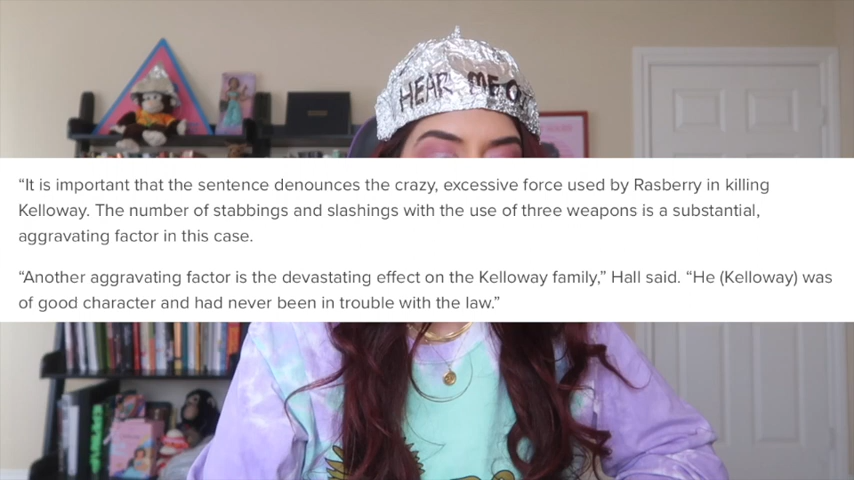 HEAR ME O
“It is important that the sentence denounces the crazy, excessive force used by Rasberry in killing
Kelloway. The number of stabbings and slashings with the use of three weapons is a substantial,
aggravating factor in this case.
“Another aggravating factor is the devastating effect on the Kelloway family,” Hall said. “He (Kelloway) was
of good character and had never been in trouble with the law.”